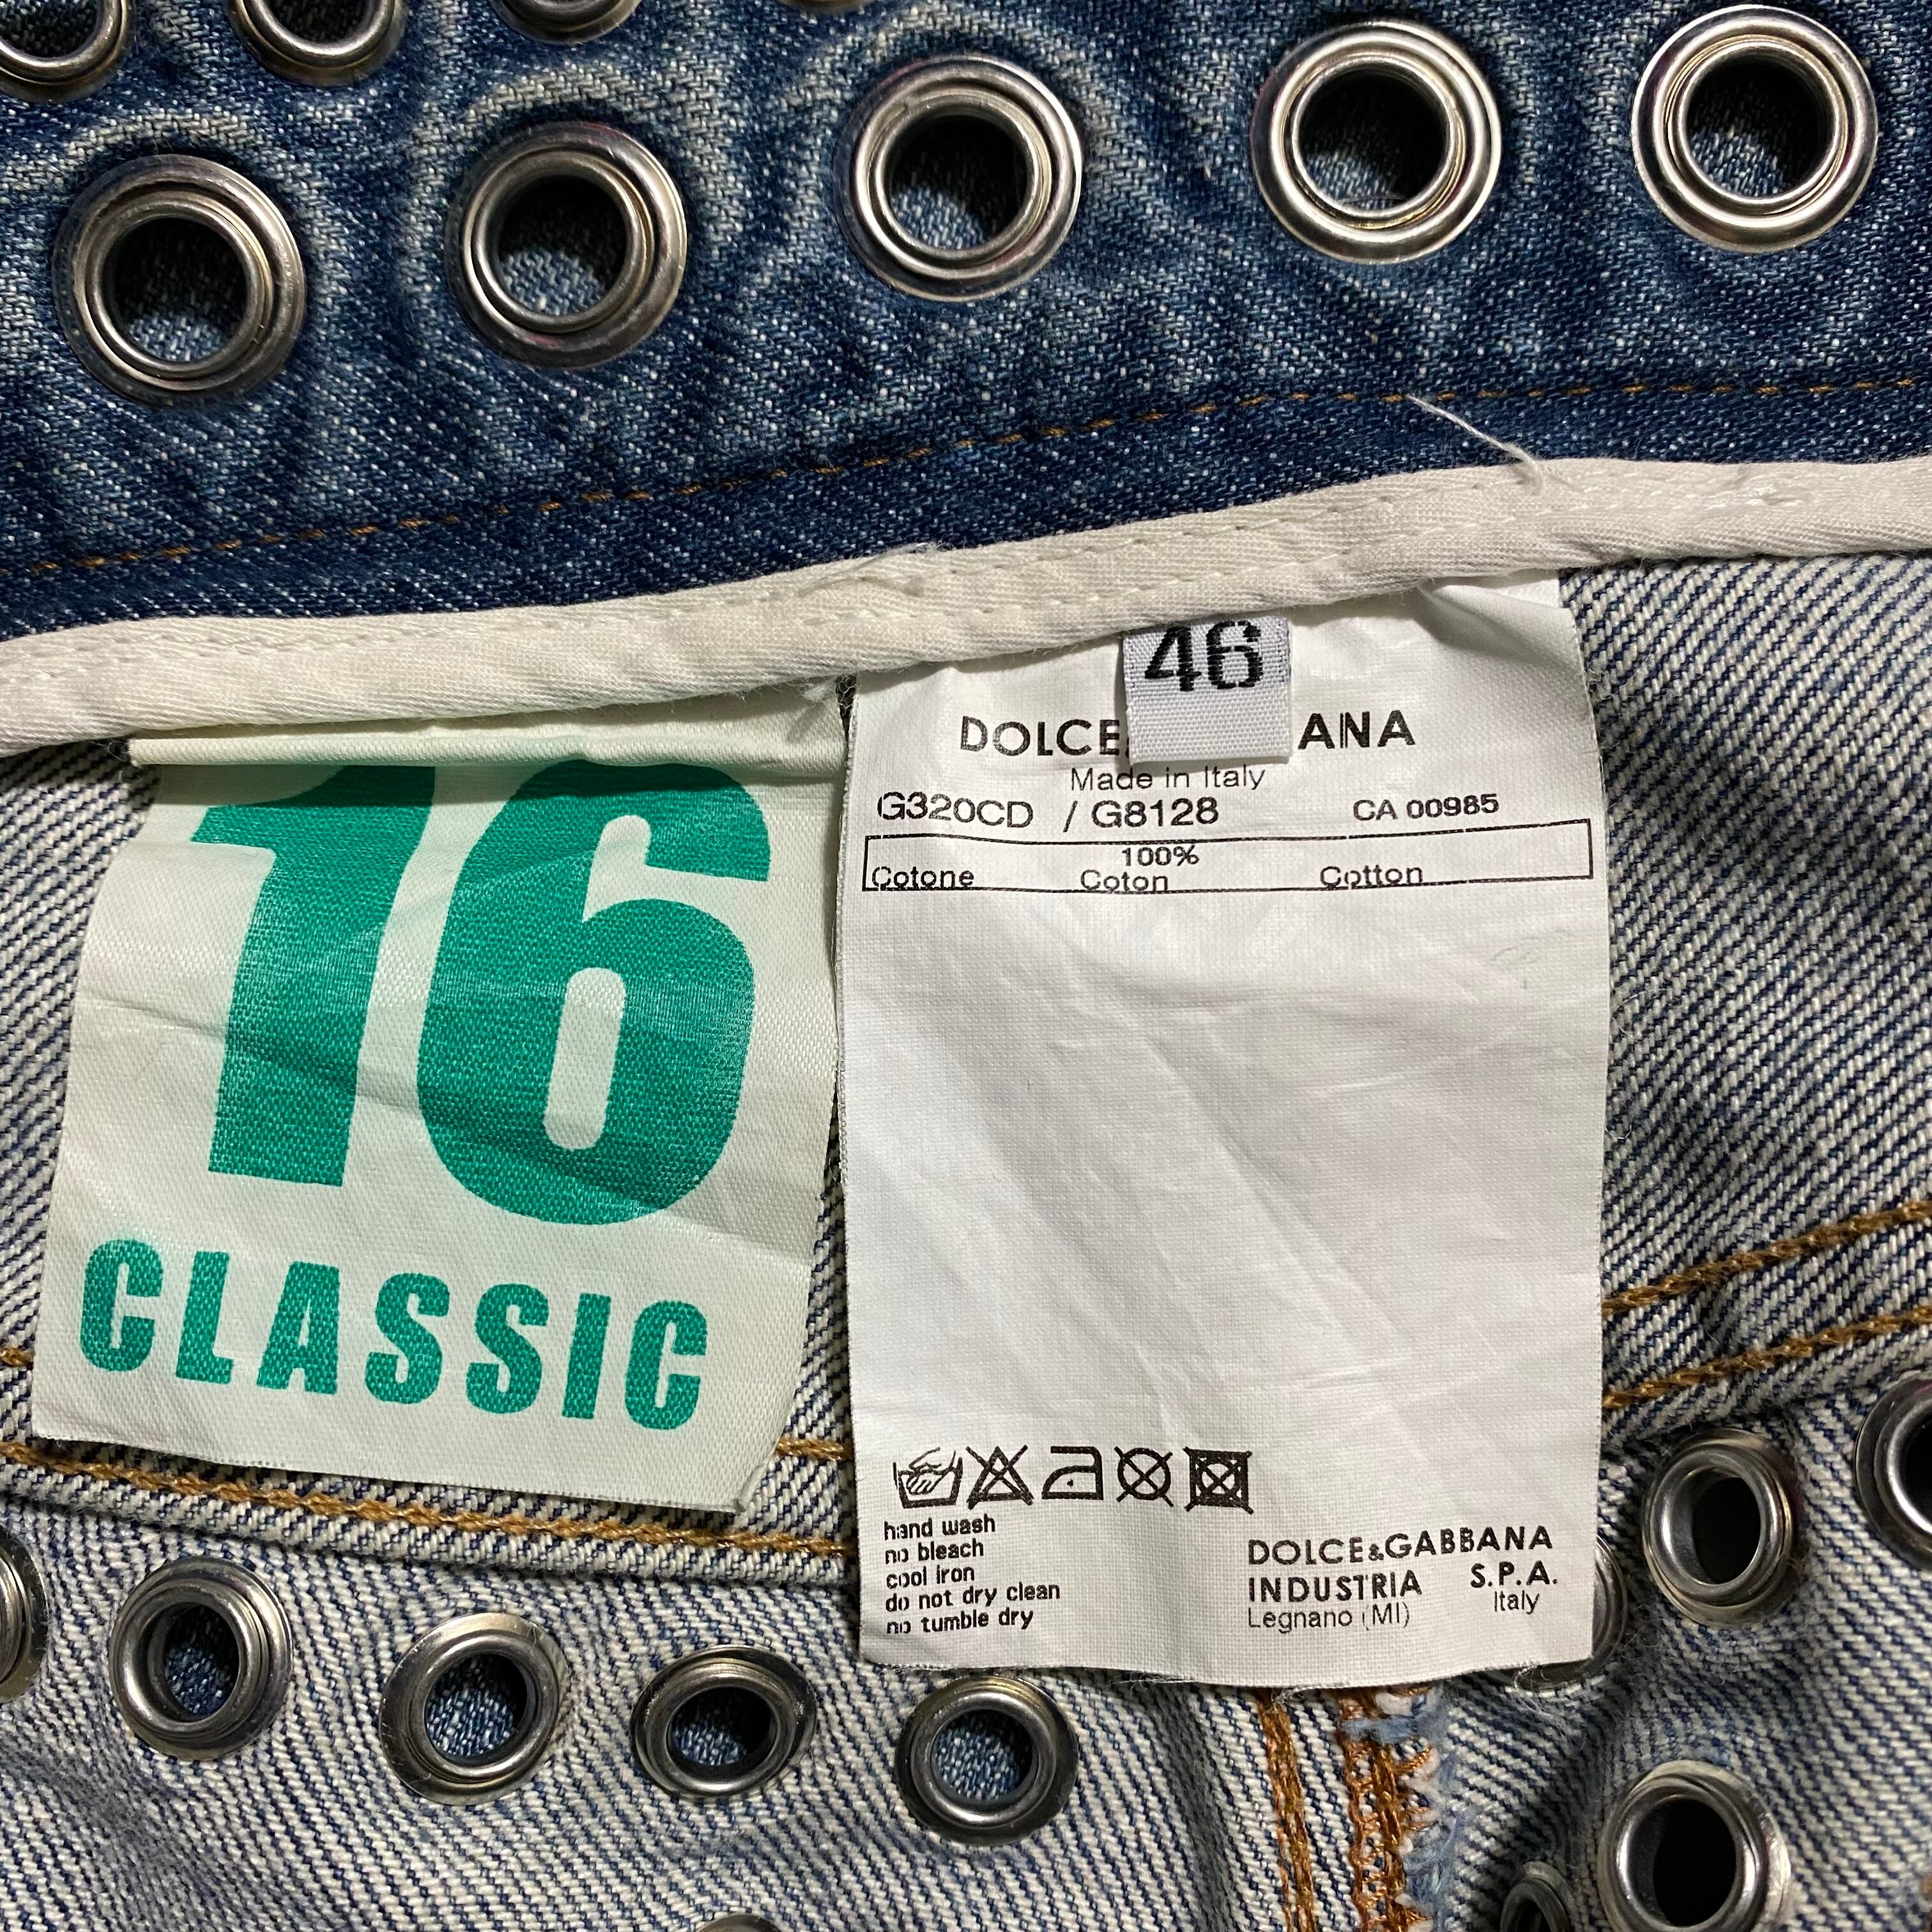 16
CLASSIC
46
DOLCE ANA
Made in Italy
G320CD / G8128 CA 00985
100%
Cotone Coton Cotton
hand wash
no bleach
cool iron
do not dry clean
no tumble dry
DOLCE&GABBANA
INDUSTRIA S.P.A.
Legnano (MI) Italy